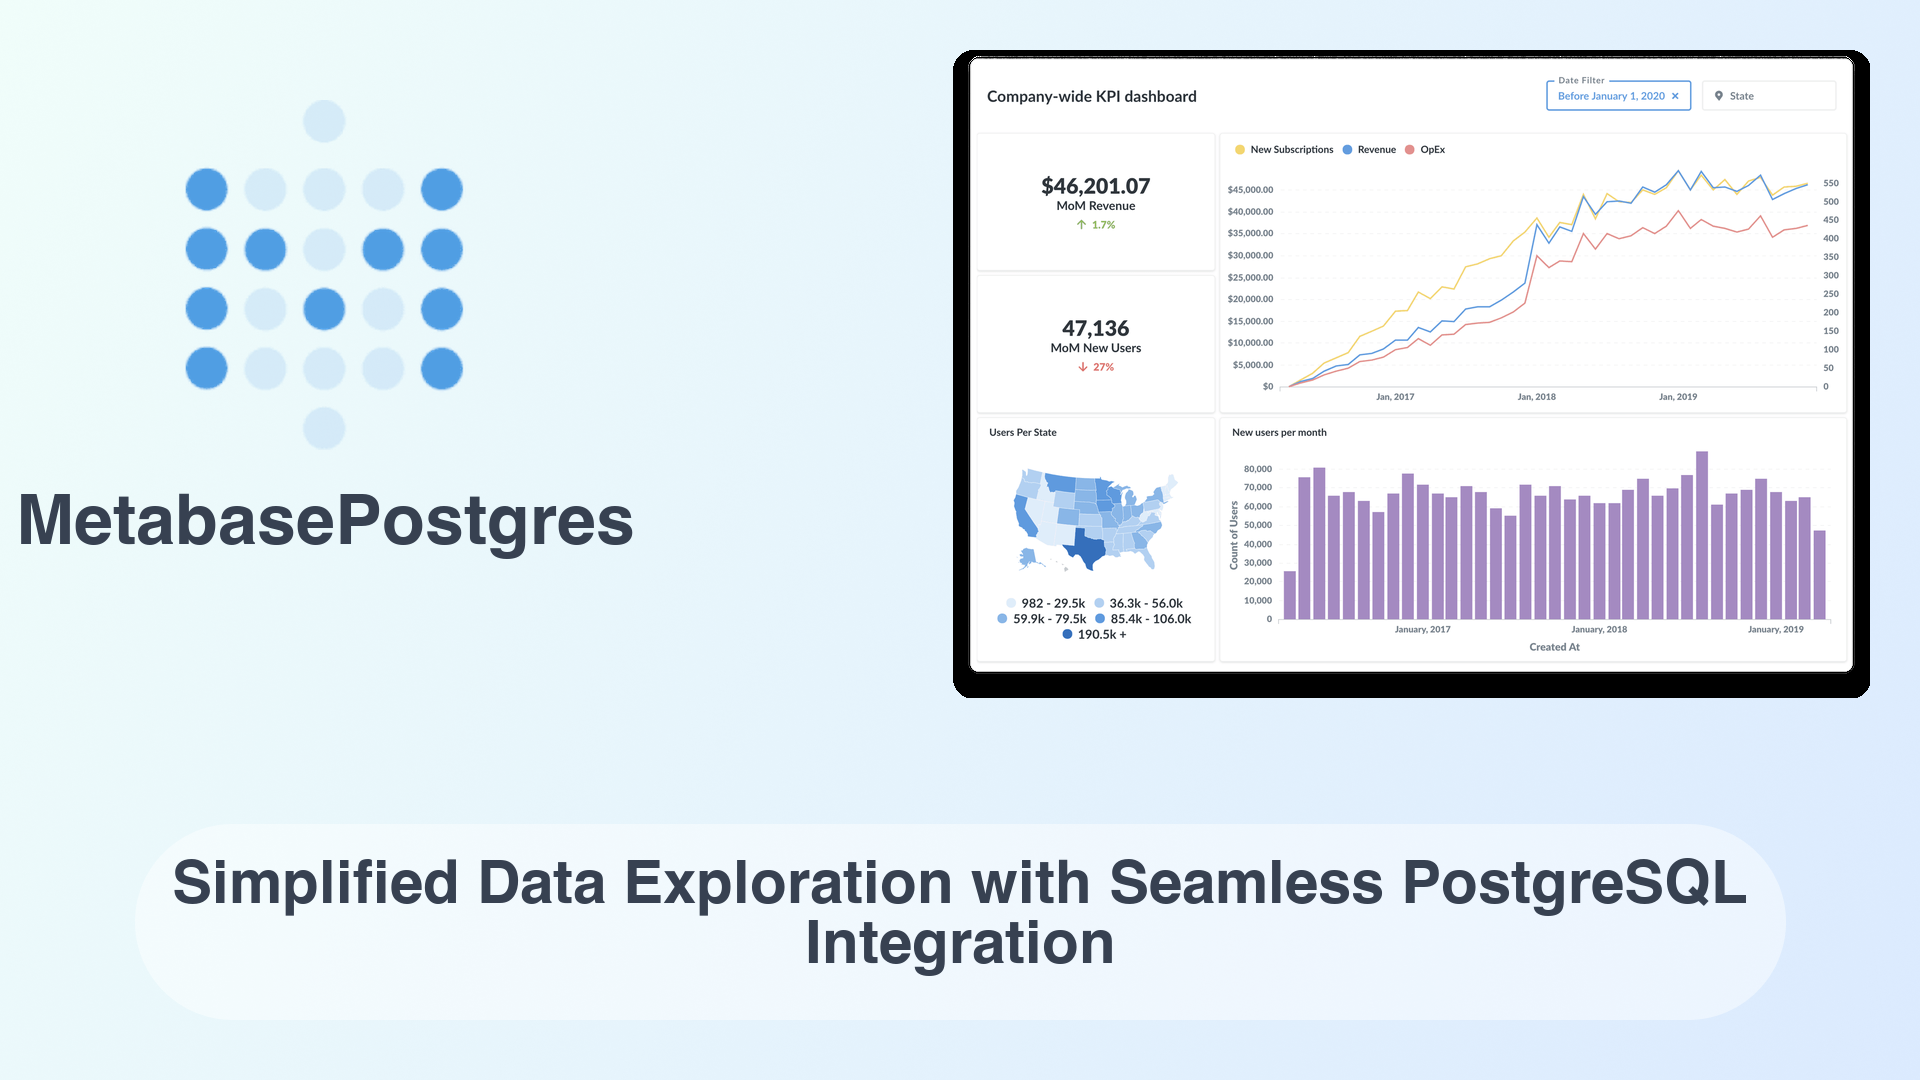 MetabasePostgres
Company-wide KPI dashboard
Date Filter
Before January 1, 2020 ×
State
$46,201.07
MoM Revenue
↑ 1.7%
47,136
MoM New Users
↓ 27%
New Subscriptions Revenue OpEx
$45,000.00
$40,000.00
$35,000.00
$30,000.00
$25,000.00
$20,000.00
$15,000.00
$10,000.00
$5,000.00
$0
550
500
450
400
350
300
250
200
150
100
50
0
Jan, 2017 Jan, 2018 Jan, 2019
Users Per State
982 - 29.5k 36.3k - 56.0k
59.9k - 79.5k 85.4k - 106.0k
190.5k +
New users per month
Count of Users
80,000
70,000
60,000
50,000
40,000
30,000
20,000
10,000
0
January, 2017 January, 2018 January, 2019
Created At
Simplified Data Exploration with Seamless PostgreSQL
Integration